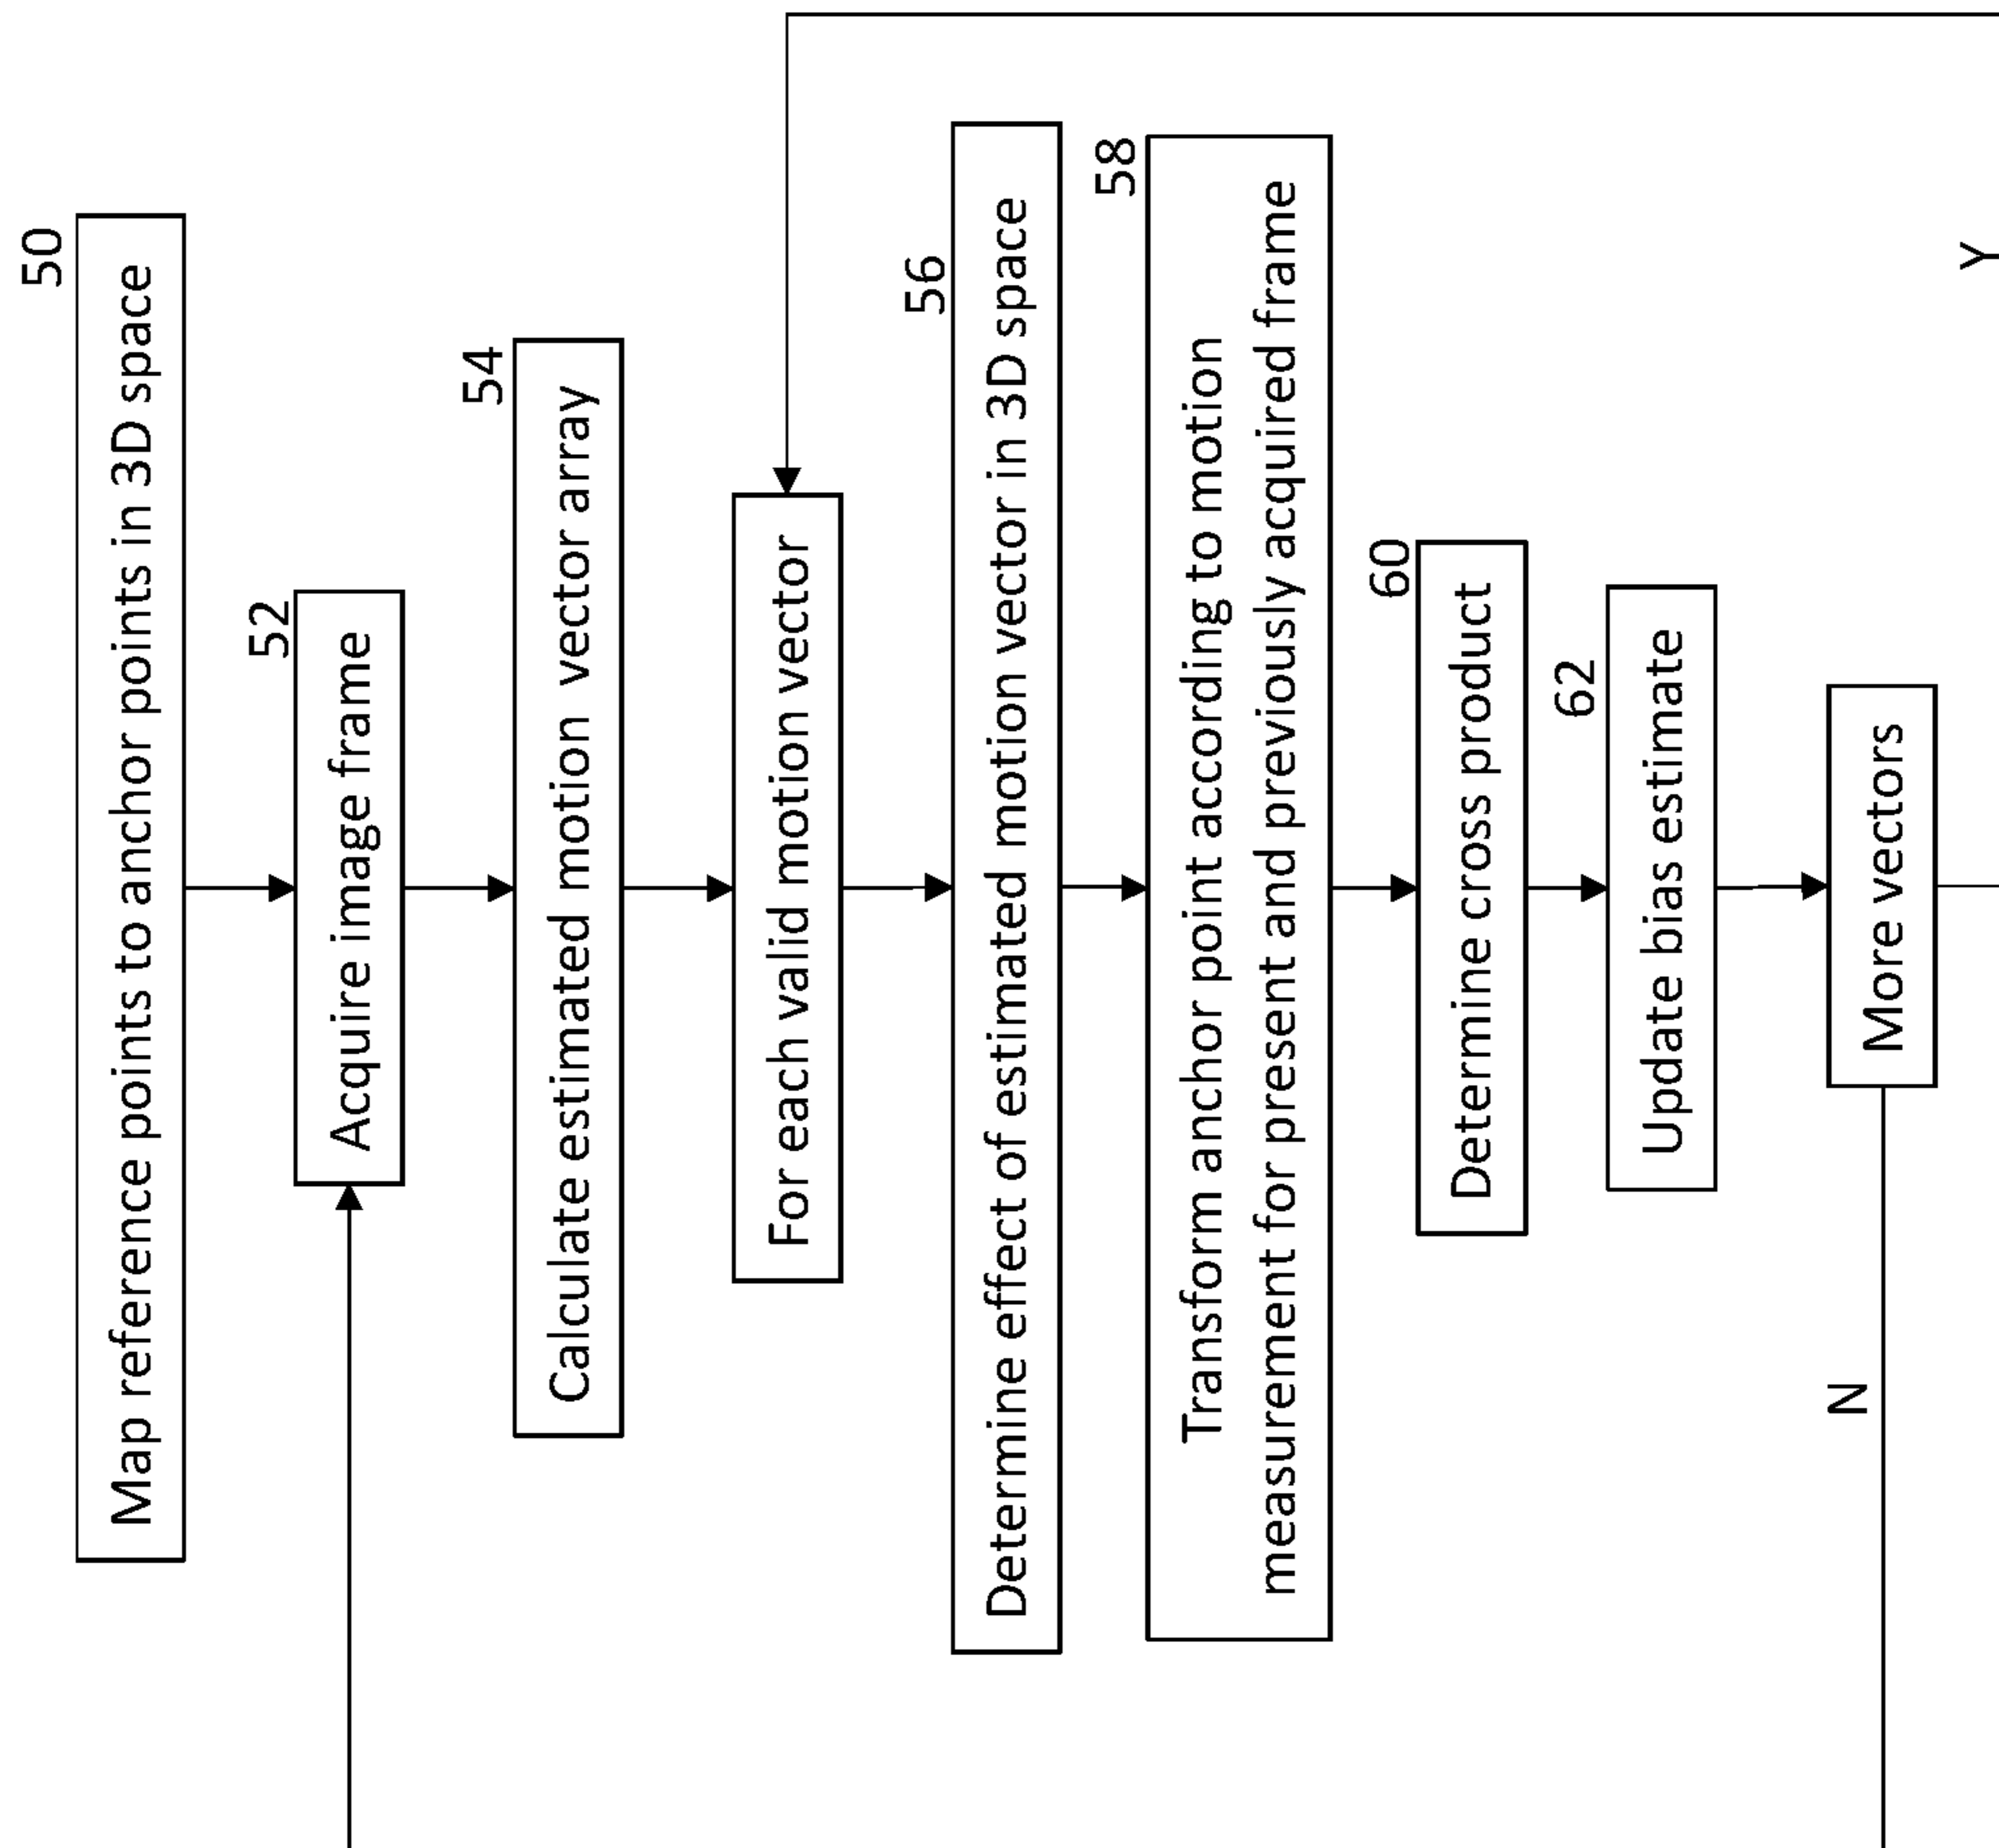 50
Map reference points to anchor points in 3D space
52
Acquire image frame
54
Calculate estimated motion vector array
For each valid motion vector
56
Determine effect of estimated motion vector in 3D space
58
Transform anchor point according to motion
measurement for present and previously acquired frame
60
Determine cross product
62
Update bias estimate
More vectors
N
Y